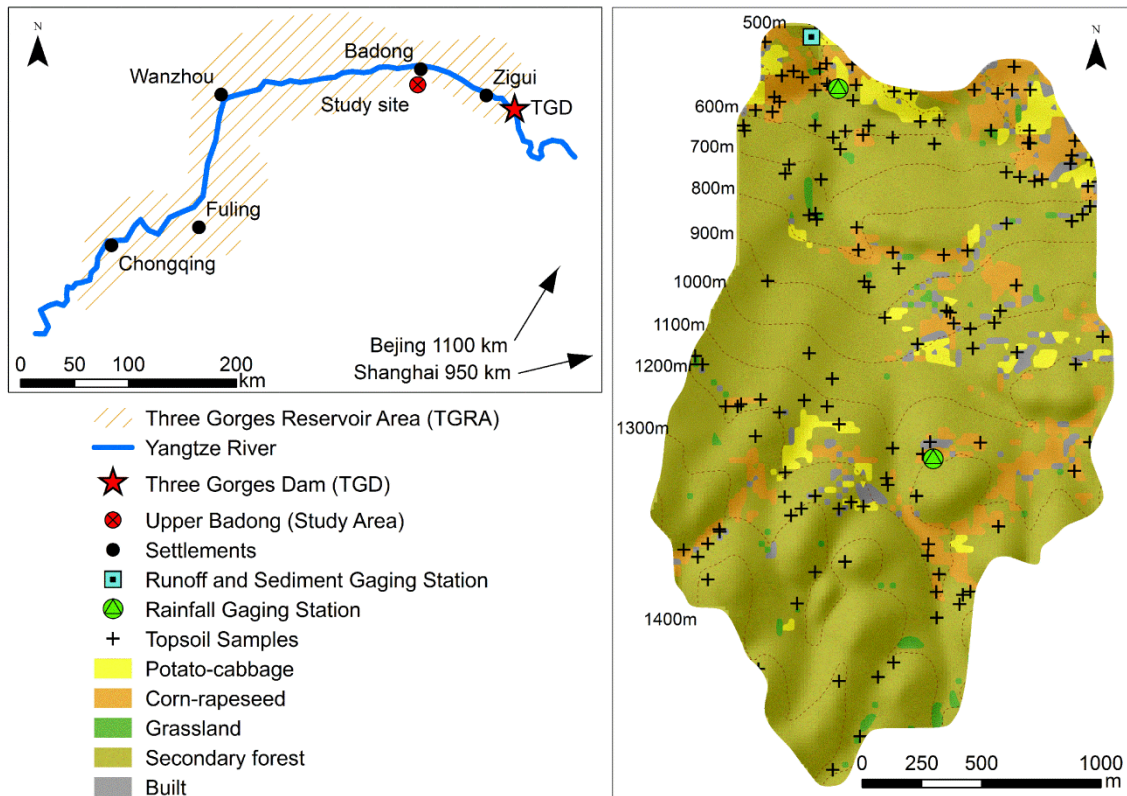 N
Badong
Wanzhou
Zigui
Study site
TGD
Fuling
Chongqing
Bejing 1100 km
Shanghai 950 km
0 50 100 200
km
Three Gorges Reservoir Area (TGRA)
Yangtze River
Three Gorges Dam (TGD)
Upper Badong (Study Area)
Settlements
Runoff and Sediment Gaging Station
Rainfall Gaging Station
Topsoil Samples
Potato-cabbage
Corn-rapeseed
Grassland
Secondary forest
Built
500m
N
600m
700m
800m
900m
1000m
1100m
1200m
1300m
1400m
0 250 500 1000
m